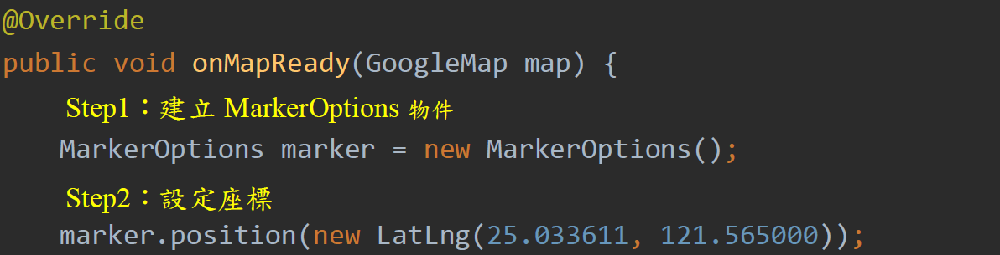 @Override
public void onMapReady(GoogleMap map) {
Step1：建立 MarkerOptions 物件
MarkerOptions marker = new MarkerOptions();
Step2：設定座標
marker.position(new LatLng(25.033611, 121.565000));